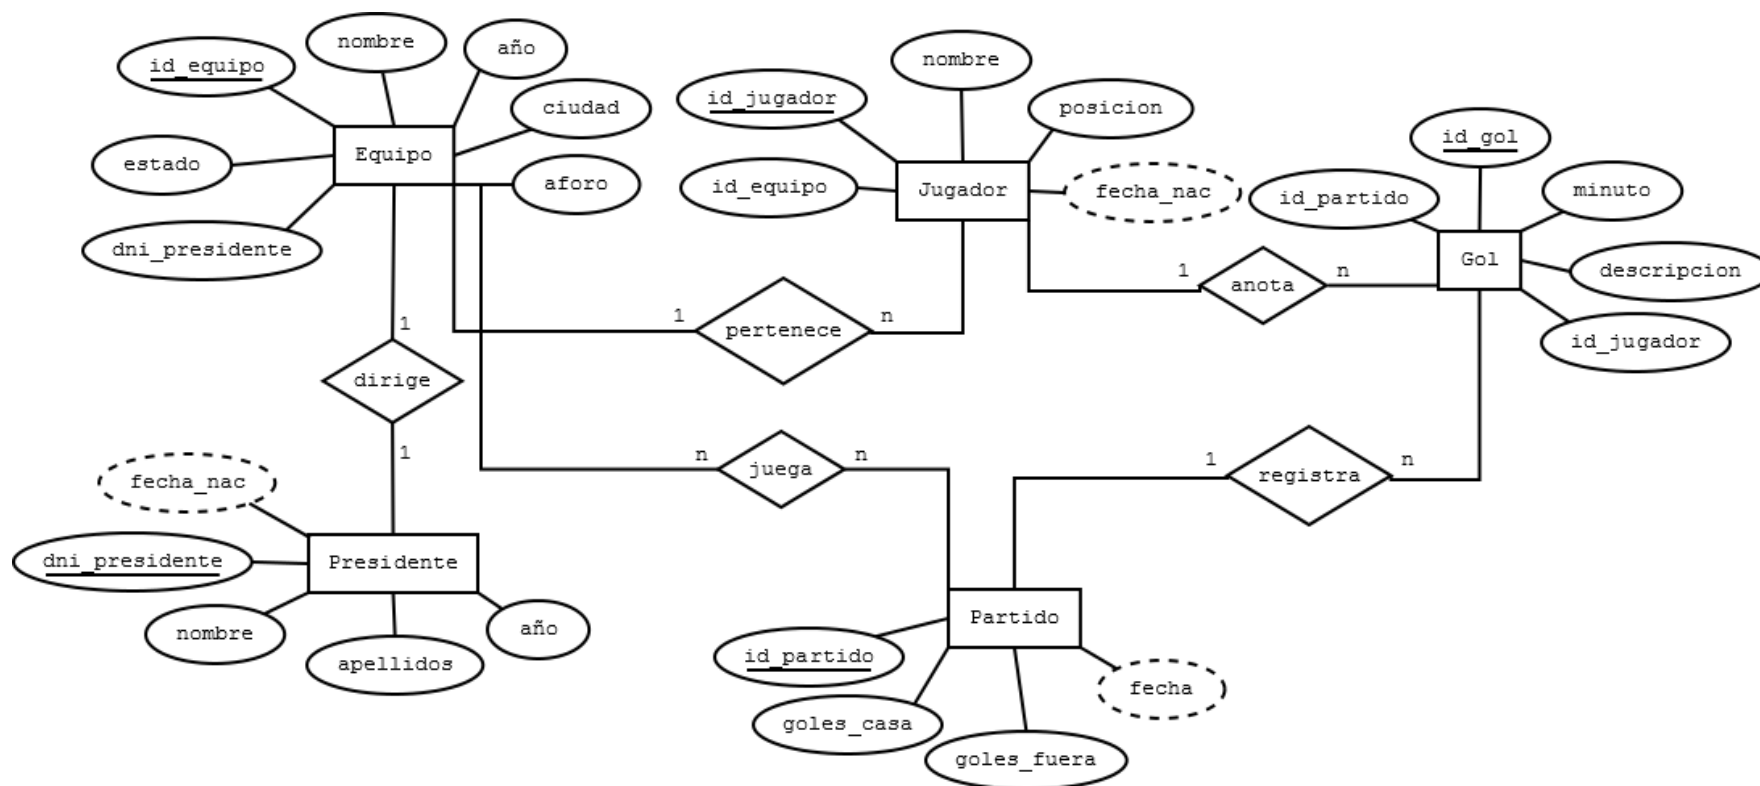 nombre
año
id_equipo
ciudad
estado
Equipo
aforo
dni_presidente
nombre
id_jugador
posicion
id_equipo
Jugador
fecha_nac
id_gol
id_partido
minuto
Gol
descripcion
id_jugador
1
anota
n
1
pertenece
n
1
dirige
1
n
juega
n
1
registra
n
fecha_nac
dni_presidente
Presidente
nombre
apellidos
año
Partido
id_partido
fecha
goles_casa
goles_fuera